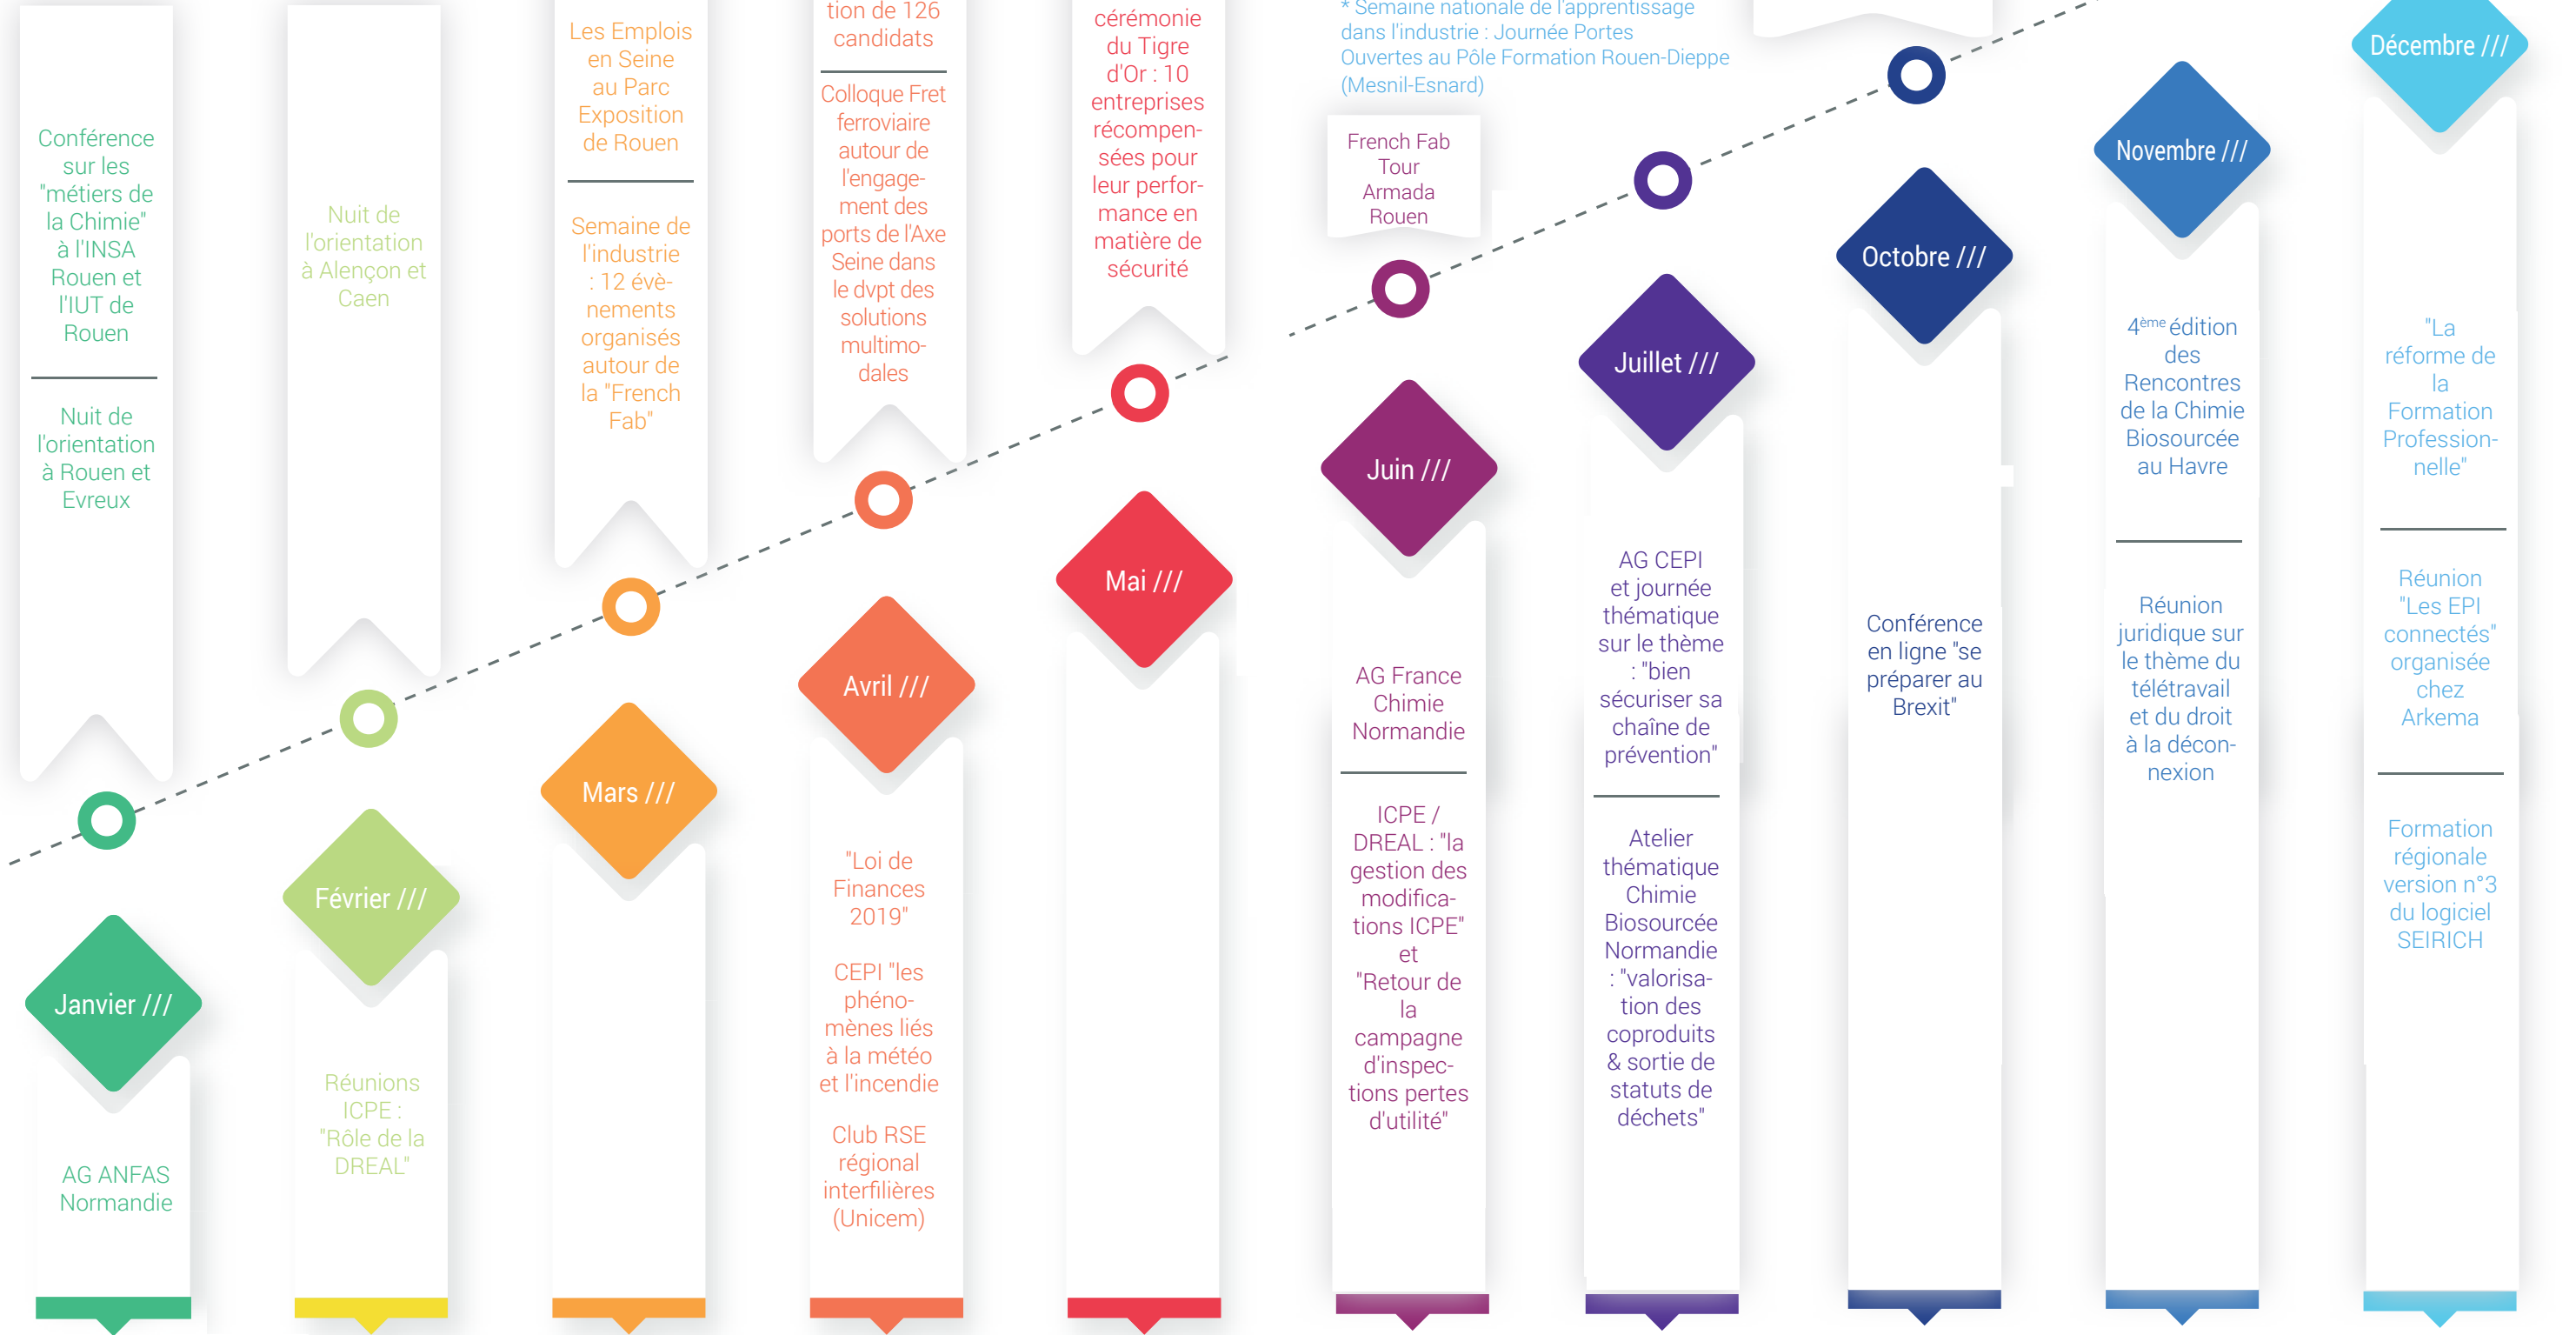 Conférence
sur les
"métiers de
la Chimie"
à l'INSA
Rouen et
l'IUT de
Rouen
Nuit de
l'orientation
à Rouen et
Evreux
Janvier ///
AG ANFAS
Normandie
Nuit de
l'orientation
à Alençon et
Caen
Février ///
Réunions
ICPE :
"Rôle de la
DREAL"
Les Emplois
en Seine
au Parc
Exposition
de Rouen
Semaine de
l'industrie
: 12 évè-
nements
organisés
autour de
la "French
Fab"
Mars ///
tion de 126
candidats
Colloque Fret
ferroviaire
autour de
l'engage-
ment des
ports de l'Axe
Seine dans
le dvpt des
solutions
multimo-
dales
Avril ///
"Loi de
Finances
2019"
CEPI "les
phéno-
mènes liés
à la météo
et l'incendie
Club RSE
régional
interfilières
(Unicem)
cérémonie
du Tigre
d'Or : 10
entreprises
récompen-
sées pour
leur perfor-
mance en
matière de
sécurité
Mai ///
* Semaine nationale de l'apprentissage
dans l'industrie : Journée Portes
Ouvertes au Pôle Formation Rouen-Dieppe
(Mesnil-Esnard)
French Fab
Tour
Armada
Rouen
Juin ///
AG France
Chimie
Normandie
ICPE /
DREAL : "la
gestion des
modifica-
tions ICPE"
et
"Retour de
la
campagne
d'inspec-
tions pertes
d'utilité"
Juillet ///
AG CEPI
et journée
thématique
sur le thème
: "bien
sécuriser sa
chaîne de
prévention"
Atelier
thématique
Chimie
Biosourcée
Normandie
: "valorisa-
tion des
coproduits
& sortie de
statuts de
déchets"
Octobre ///
Conférence
en ligne "se
préparer au
Brexit"
Novembre ///
4ème édition
des
Rencontres
de la Chimie
Biosourcée
au Havre
Réunion
juridique sur
le thème du
télétravail
et du droit
à la décon-
nexion
Décembre ///
"La
réforme de
la
Formation
Profession-
nelle"
Réunion
"Les EPI
connectés"
organisée
chez
Arkema
Formation
régionale
version n°3
du logiciel
SEIRICH